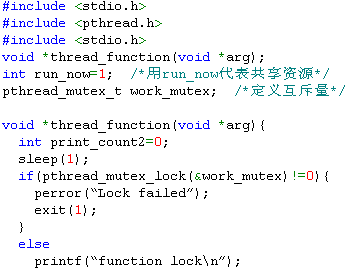 #include <stdio.h>
#include <pthread.h>
#include <stdio.h>
void *thread_function(void *arg);
int run_now=1;  /*用run_now代表共享资源*/
pthread_mutex_t work_mutex;  /*定义互斥量*/

void *thread_function(void *arg){
  int print_count2=0;
  sleep(1);
  if(pthread_mutex_lock(&work_mutex)!=0){
    perror(“Lock failed”);
    exit(1);
  }
  else
    printf(“function lock\n”);